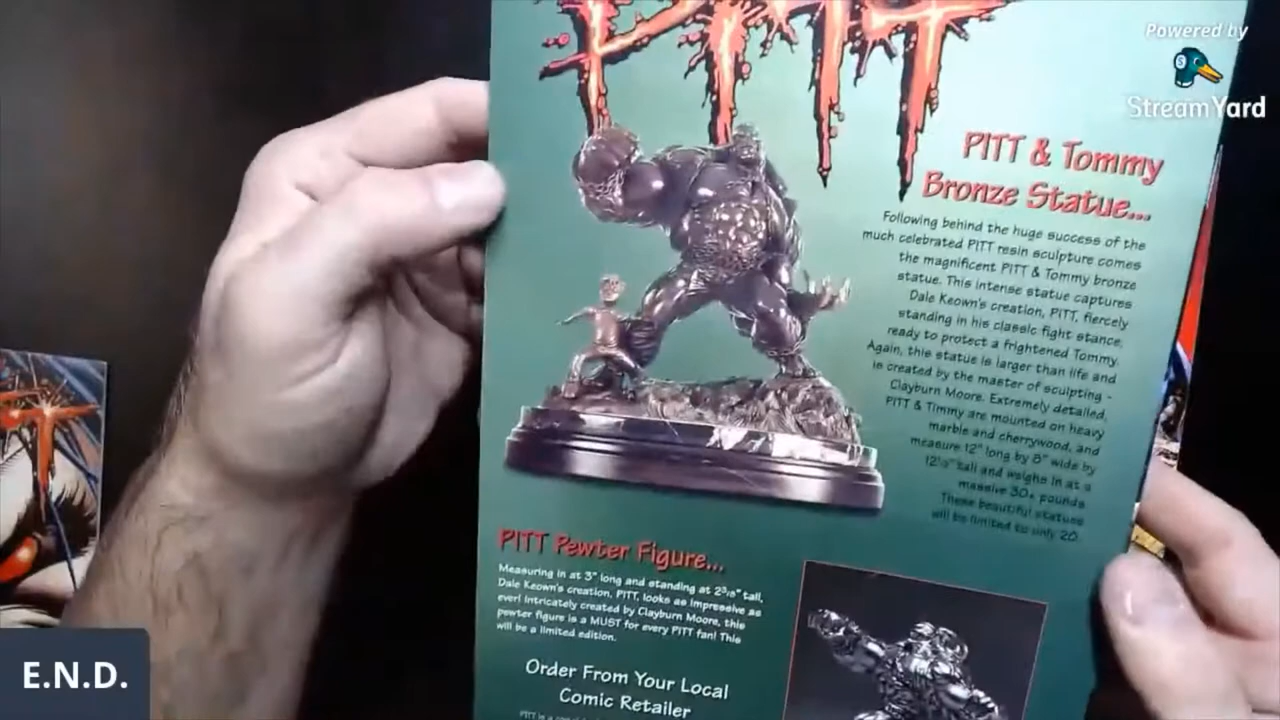 PITT
Powered by
StreamYard
PITT & Tommy
Bronze Statue...
Following behind the huge success of the
much celebrated PITT resin sculpture comes
the magnificent PITT & Tommy bronze
statue. This intense statue captures
Dale Keown's creation, PITT, fiercely
standing in his classic fight stance,
ready to protect a frightened Tommy.
Again, this statue is larger than life and
is created by the master of sculpting -
Clayburn Moore. Extremely detailed,
PITT & Timmy are mounted on heavy
marble and cherrywood, and
measure 12" long by 8" wide by
tall and weighs in at a
massive 30+ pounds
These beautiful statues
will be limited to only 20
PITT Pewter Figure...
Measuring in at 3" long and standing at tall,
Dale Keown's creation, PITT, looks as impressive as
ever! Intricately created by Clayburn Moore, this
pewter figure is a MUST for every PITT fan! This
will be a limited edition.
Order From Your Local
Comic Retailer
PITT is a
E.N.D.